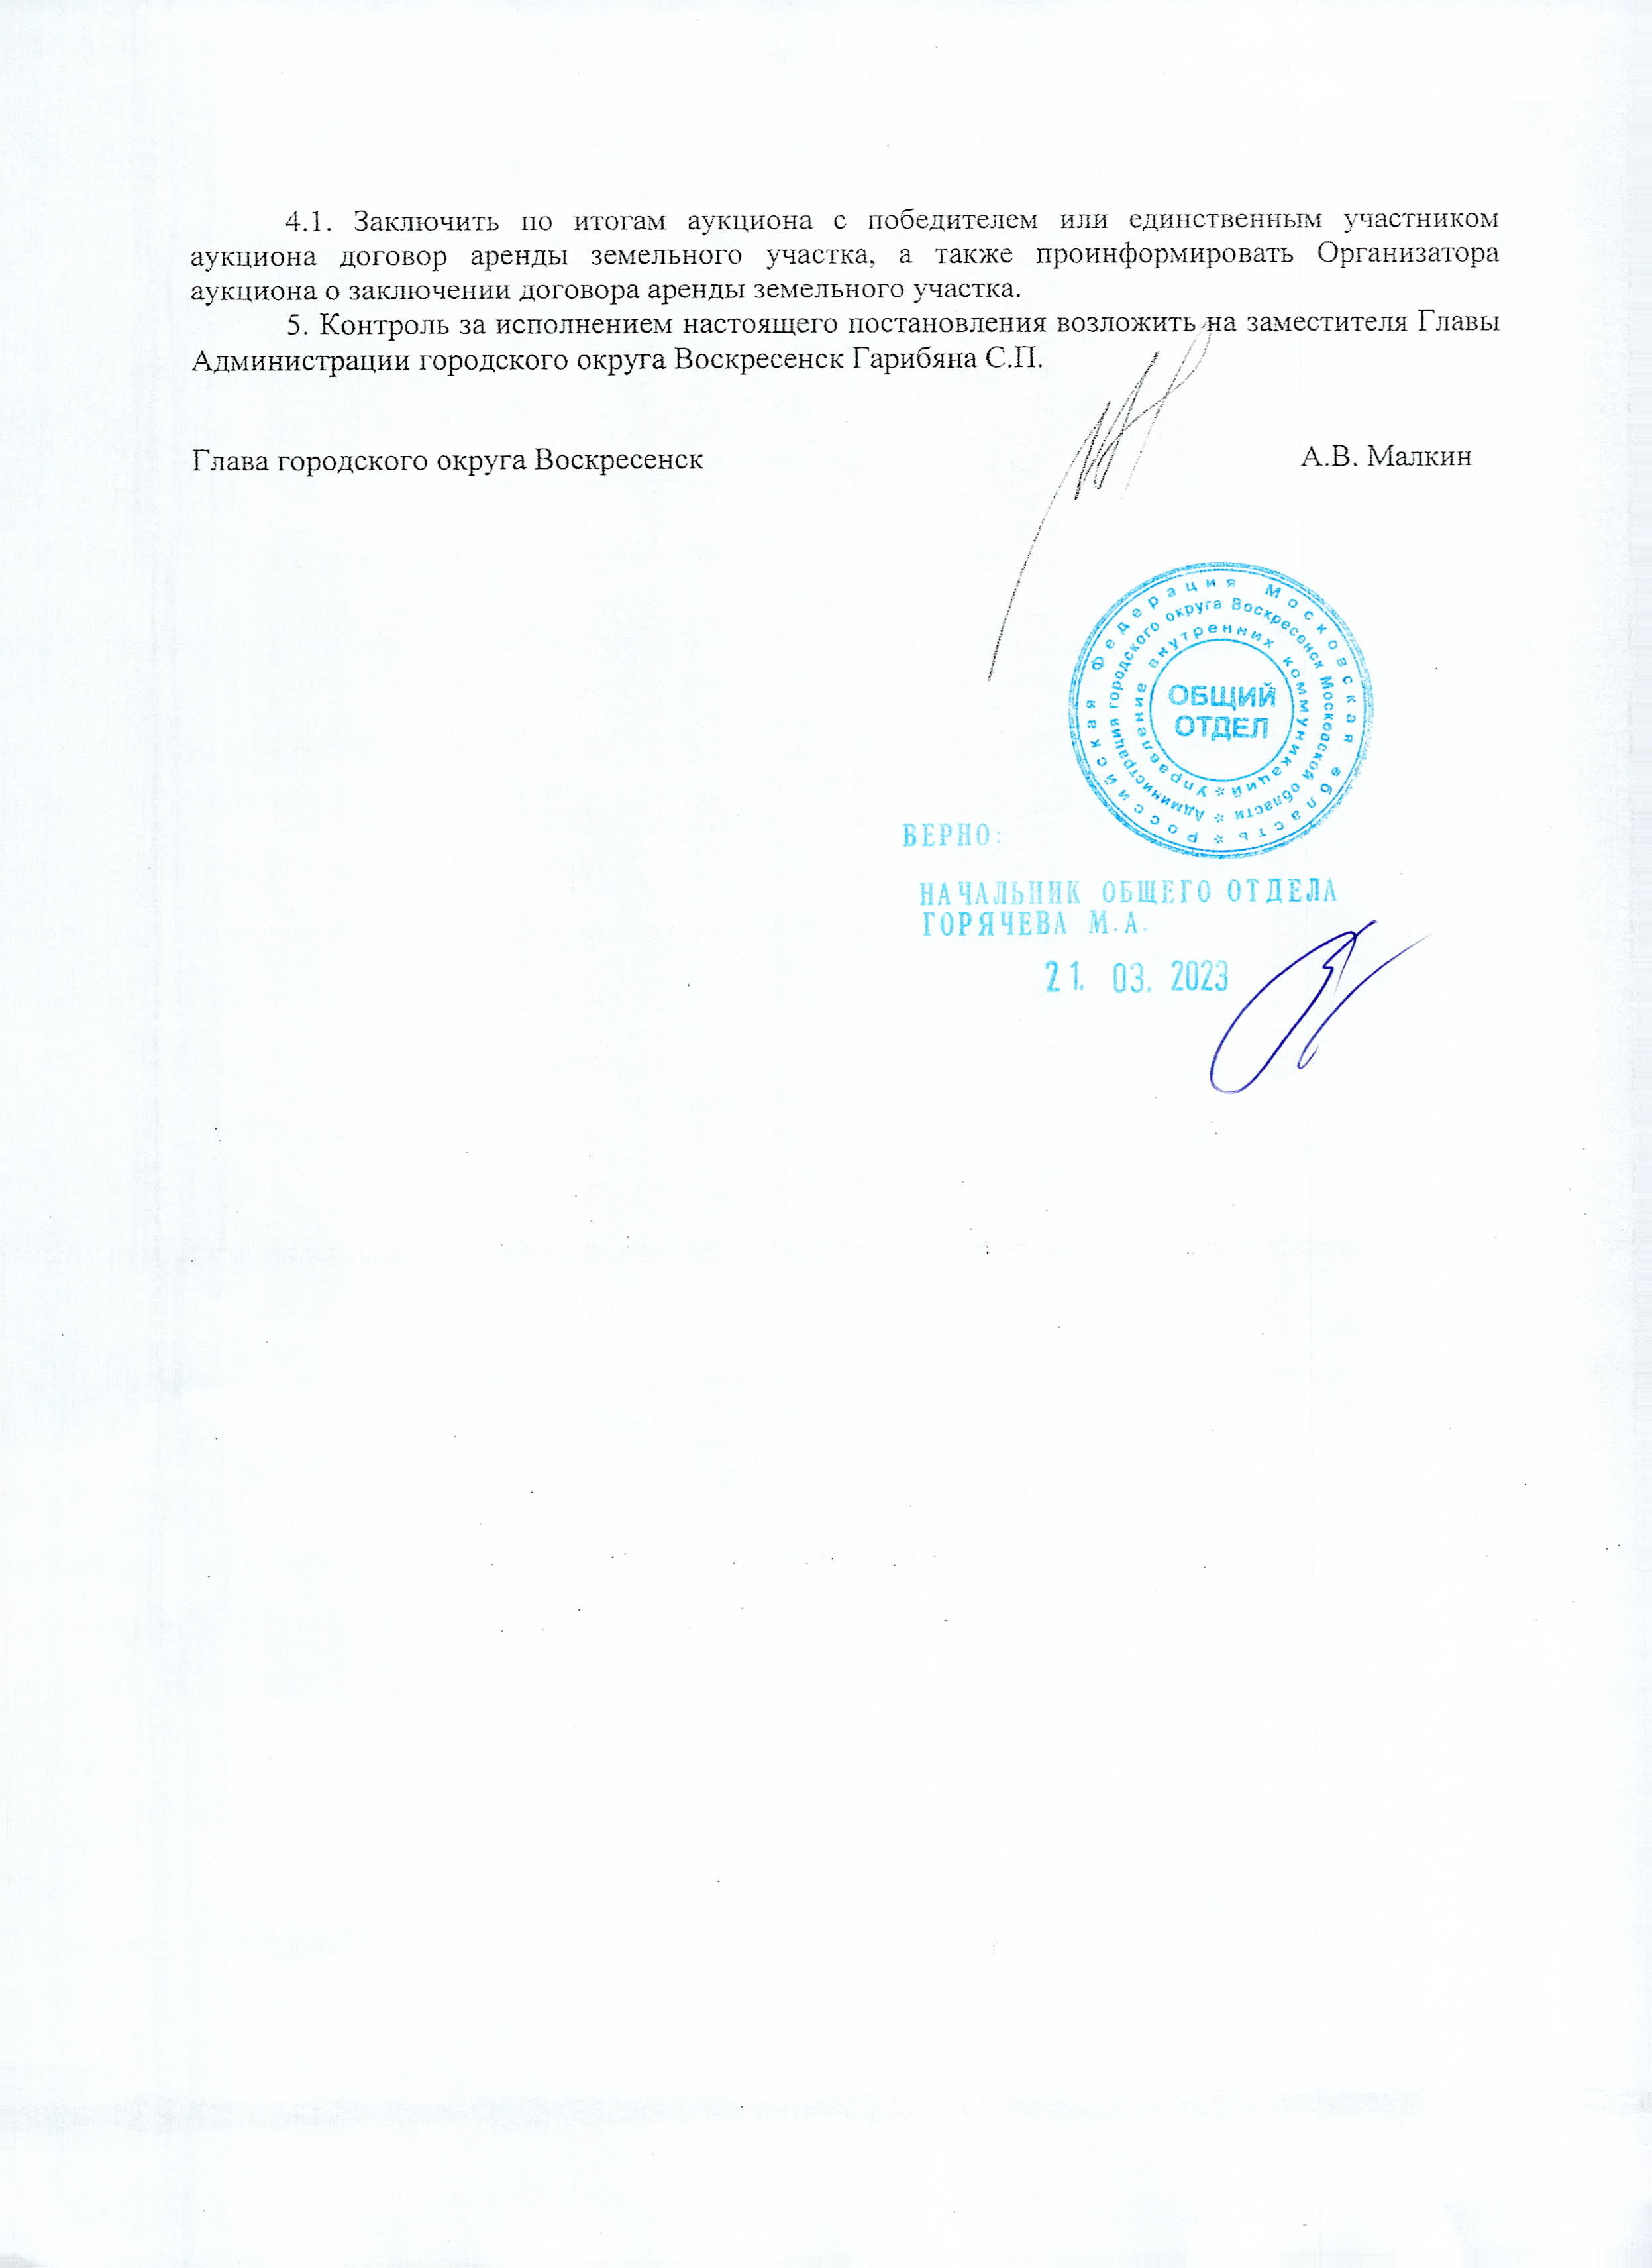 4.1. Заключить по итогам аукциона с победителем или единственным участником
аукциона договор аренды земельного участка, а также проинформировать Организатора
аукциона о заключении договора аренды земельного участка.
5. Контроль за исполнением настоящего постановления возложить на заместителя Главы
Администрации городского округа Воскресенск Гарибяна С.П.
Глава городского округа Воскресенск
А.В. Малкин
Российская Федерация Московская область *
Администрация городского округа Воскресенск Московской области *
Управление внутренних коммуникаций *
ОБЩИЙ
ОТДЕЛ
ВЕРНО:
НАЧАЛЬНИК ОБЩЕГО ОТДЕЛА
ГОРЯЧЕВА М.А.
21. 03. 2023